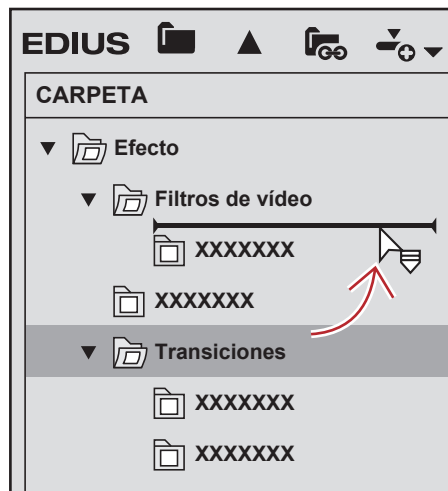 EDIUS
CARPETA
Efecto
Filtros de vídeo
XXXXXXX
XXXXXXX
Transiciones
XXXXXXX
XXXXXXX